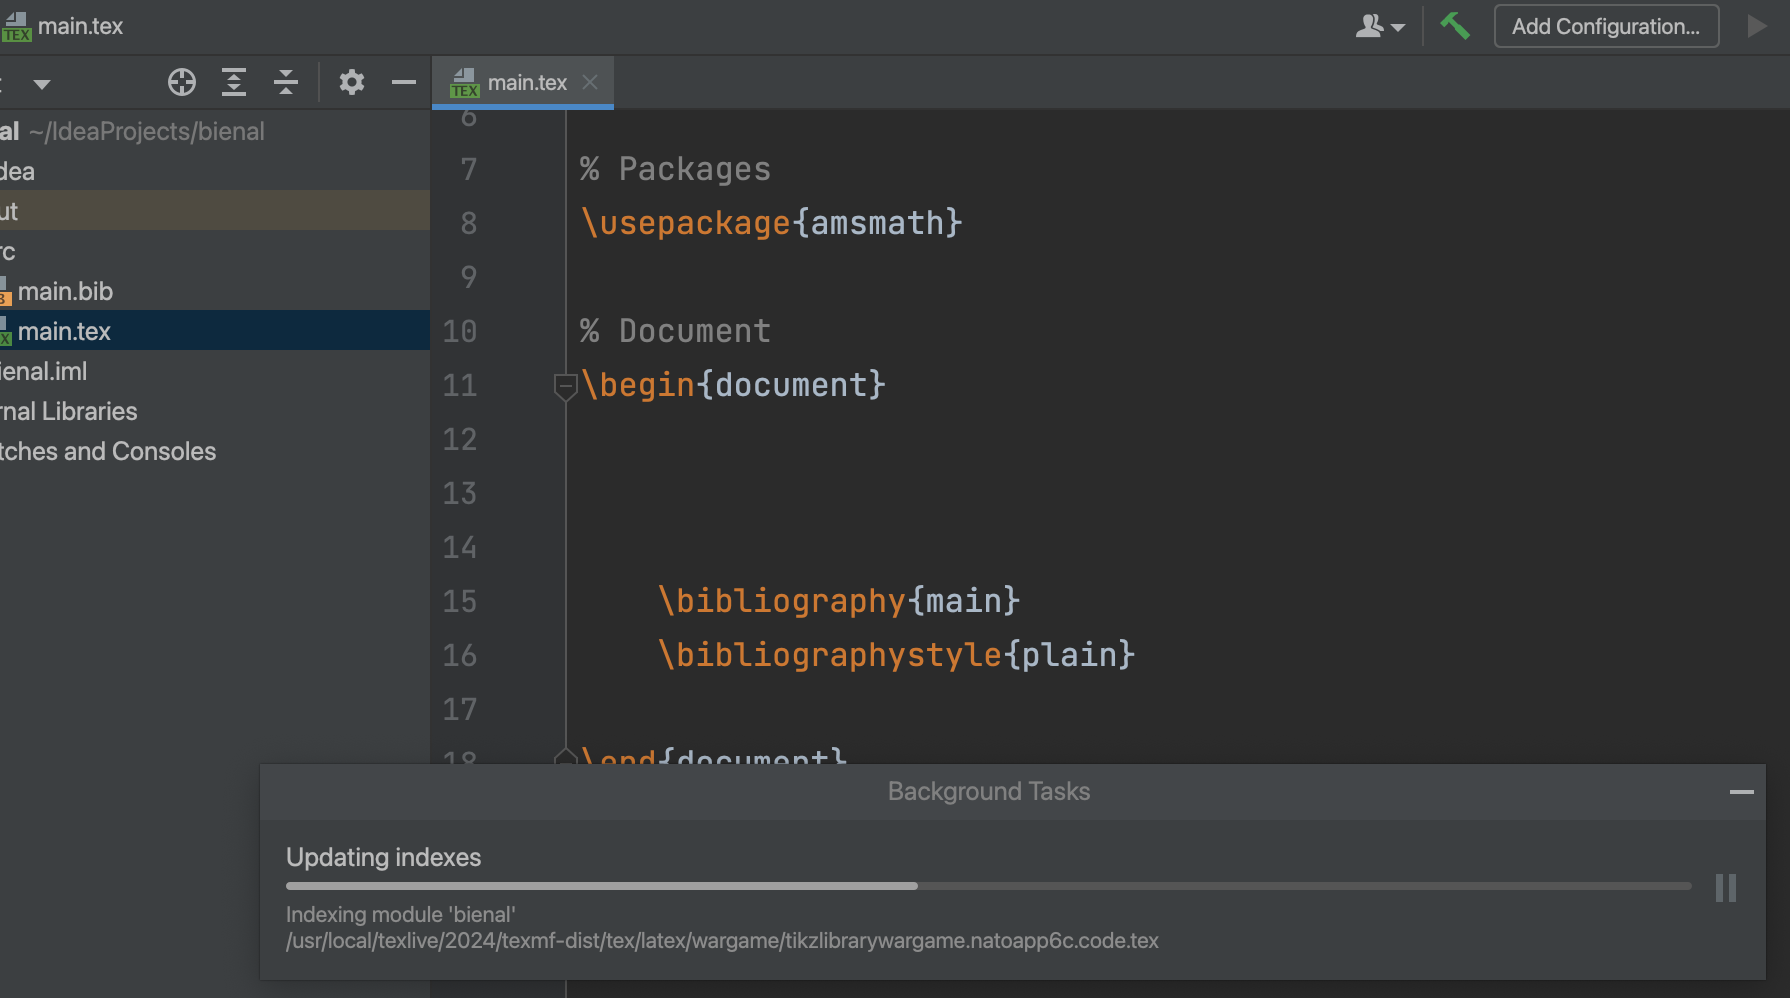 TEX main.tex
Add Configuration...
TEX main.tex
al ~/IdeaProjects/bienal
dea
ut
rc
main.bib
main.tex
ienal.iml
rnal Libraries
tches and Consoles
6
7 % Packages
8 \usepackage{amsmath}
9
10 % Document
11 \begin{document}
12
13
14
15 \bibliography{main}
16 \bibliographystyle{plain}
17
18 \end{document}
Background Tasks
Updating indexes
Indexing module 'bienal'
/usr/local/texlive/2024/texmf-dist/tex/latex/wargame/tikzlibrarywargame.natoapp6c.code.tex